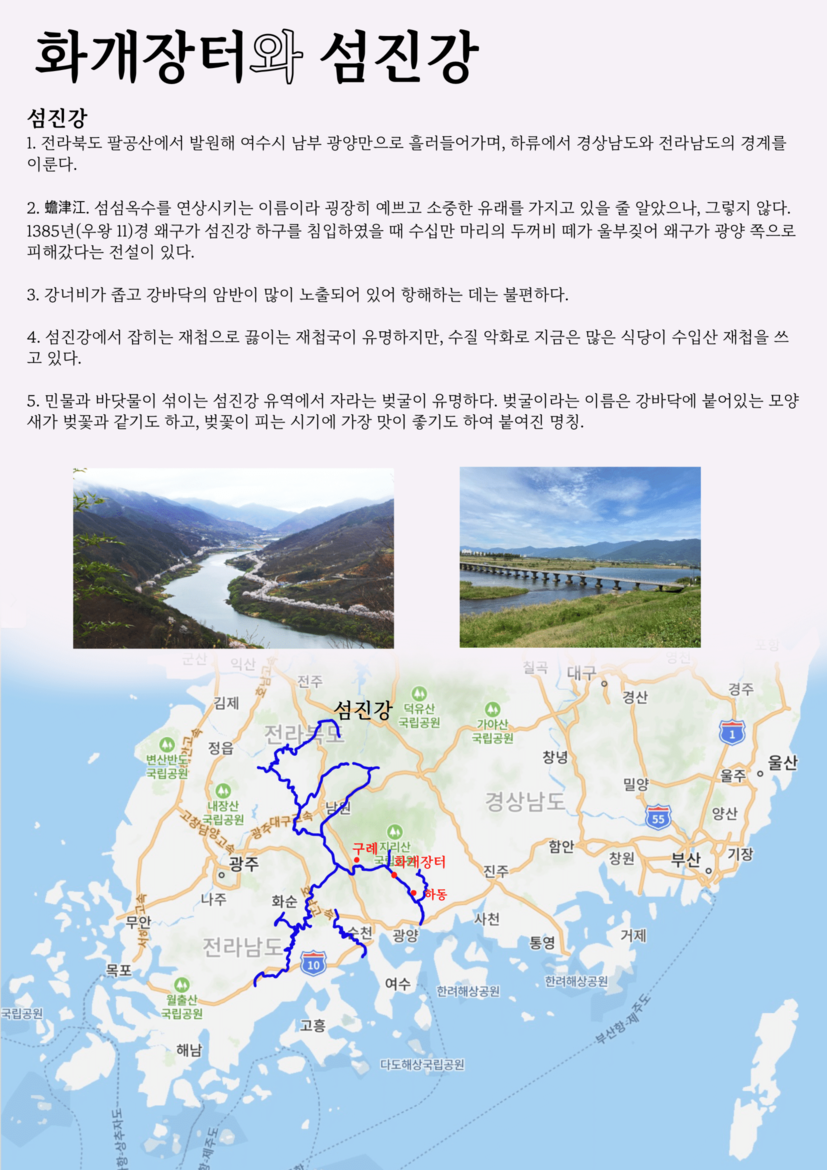 화개장터와 섬진강
섬진강
1. 전라북도 팔공산에서 발원해 여수시 남부 광양만으로 흘러들어가며, 하류에서 경상남도와 전라남도의 경계를
이룬다.
2. 蟾津江. 섬섬옥수를 연상시키는 이름이라 굉장히 예쁘고 소중한 유래를 가지고 있을 줄 알았으나, 그렇지 않다.
1385년(우왕 11)경 왜구가 섬진강 하구를 침입하였을 때 수십만 마리의 두꺼비 떼가 울부짖어 왜구가 광양 쪽으로
피해갔다는 전설이 있다.
3. 강너비가 좁고 강바닥의 암반이 많이 노출되어 있어 항해하는 데는 불편하다.
4. 섬진강에서 잡히는 재첩으로 끓이는 재첩국이 유명하지만, 수질 악화로 지금은 많은 식당이 수입산 재첩을 쓰
고 있다.
5. 민물과 바닷물이 섞이는 섬진강 유역에서 자라는 벚굴이 유명하다. 벚굴이라는 이름은 강바닥에 붙어있는 모양
새가 벚꽃과 같기도 하고, 벚꽃이 피는 시기에 가장 맛이 좋기도 하여 붙여진 명칭.
군산
익산
칠곡
대구
경산
경주
전주
김제
섬진강
덕유산
국립공원
가야산
국립공원
전라북도
1
변산반도
국립공원
정읍
창녕
울주
울산
밀양
내장산
국립공원
남원
경상남도
양산
55
고창담양고속
광주대구고속
지리산
국립공원
구례
화개장터
하동
함안
창원
부산
기장
광주
진주
나주
화순
무안
순천
광양
사천
통영
거제
전라남도
10
목포
여수
한려해상국립공원
한려해상국립공원
월출산
국립공원
국립공원
고흥
해남
다도해상국립공원
부산항-제주도
항-상추자도
항-제주도